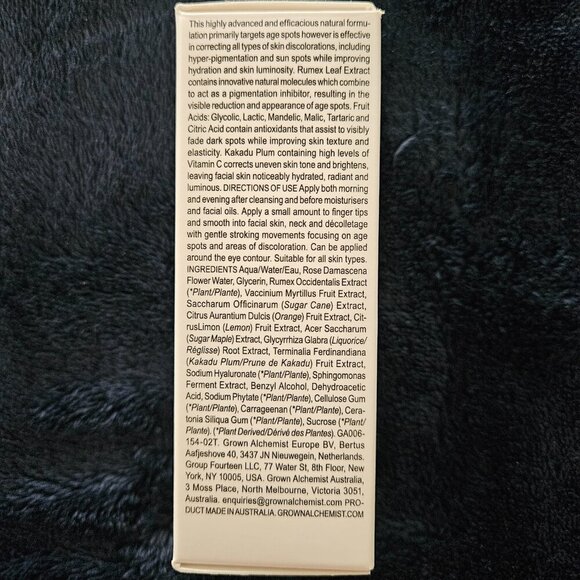 This highly advanced and efficacious natural formu-
lation primarily targets age spots however is effective
in correcting all types of skin discolorations, including
hyper-pigmentation and sun spots while improving
hydration and skin luminosity. Rumex Leaf Extract
contains innovative natural molecules which combine
to act as a pigmentation inhibitor, resulting in the
visible reduction and appearance of age spots. Fruit
Acids: Glycolic, Lactic, Mandelic, Malic, Tartaric and
Citric Acid contain antioxidants that assist to visibly
fade dark spots while improving skin texture and
elasticity. Kakadu Plum containing high levels of
Vitamin C corrects uneven skin tone and brightens,
leaving facial skin noticeably hydrated, radiant and
luminous. DIRECTIONS OF USE Apply both morning
and evening after cleansing and before moisturisers
and facial oils. Apply a small amount to finger tips
and smooth into facial skin, neck and décolletage
with gentle stroking movements focusing on age
spots and areas of discoloration. Can be applied
around the eye contour. Suitable for all skin types.
INGREDIENTS Aqua/Water/Eau, Rose Damascena
Flower Water, Glycerin, Rumex Occidentalis Extract
(*Plant/Plante), Vaccinium Myrtillus Fruit Extract,
Saccharum Officinarum (Sugar Cane) Extract,
Citrus Aurantium Dulcis (Orange) Fruit Extract, Cit-
rusLimon (Lemon) Fruit Extract, Acer Saccharum
(Sugar Maple) Extract, Glycyrrhiza Glabra (Liquorice/
Réglisse) Root Extract, Terminalia Ferdinandiana
(Kakadu Plum/Prune de Kakadu) Fruit Extract,
Sodium Hyaluronate (*Plant/Plante), Sphingomonas
Ferment Extract, Benzyl Alcohol, Dehydroacetic
Acid, Sodium Phytate (*Plant/Plante), Cellulose Gum
(*Plant/Plante), Carrageenan (*Plant/Plante), Cera-
tonia Siliqua Gum (*Plant/Plante), Sucrose (*Plant/
Plante). (*Plant Derived/Dérivé des Plantes). GA006-
154-02T. Grown Alchemist Europe BV, Bertus
Aafjeshove 40, 3437 JN Nieuwegein, Netherlands.
Group Fourteen LLC, 77 Water St, 8th Floor, New
York, NY 10005, USA. Grown Alchemist Australia,
3 Moss Place, North Melbourne, Victoria 3051,
Australia. enquiries@grownalchemist.com PRO-
DUCT MADE IN AUSTRALIA. GROWNALCHEMIST.COM